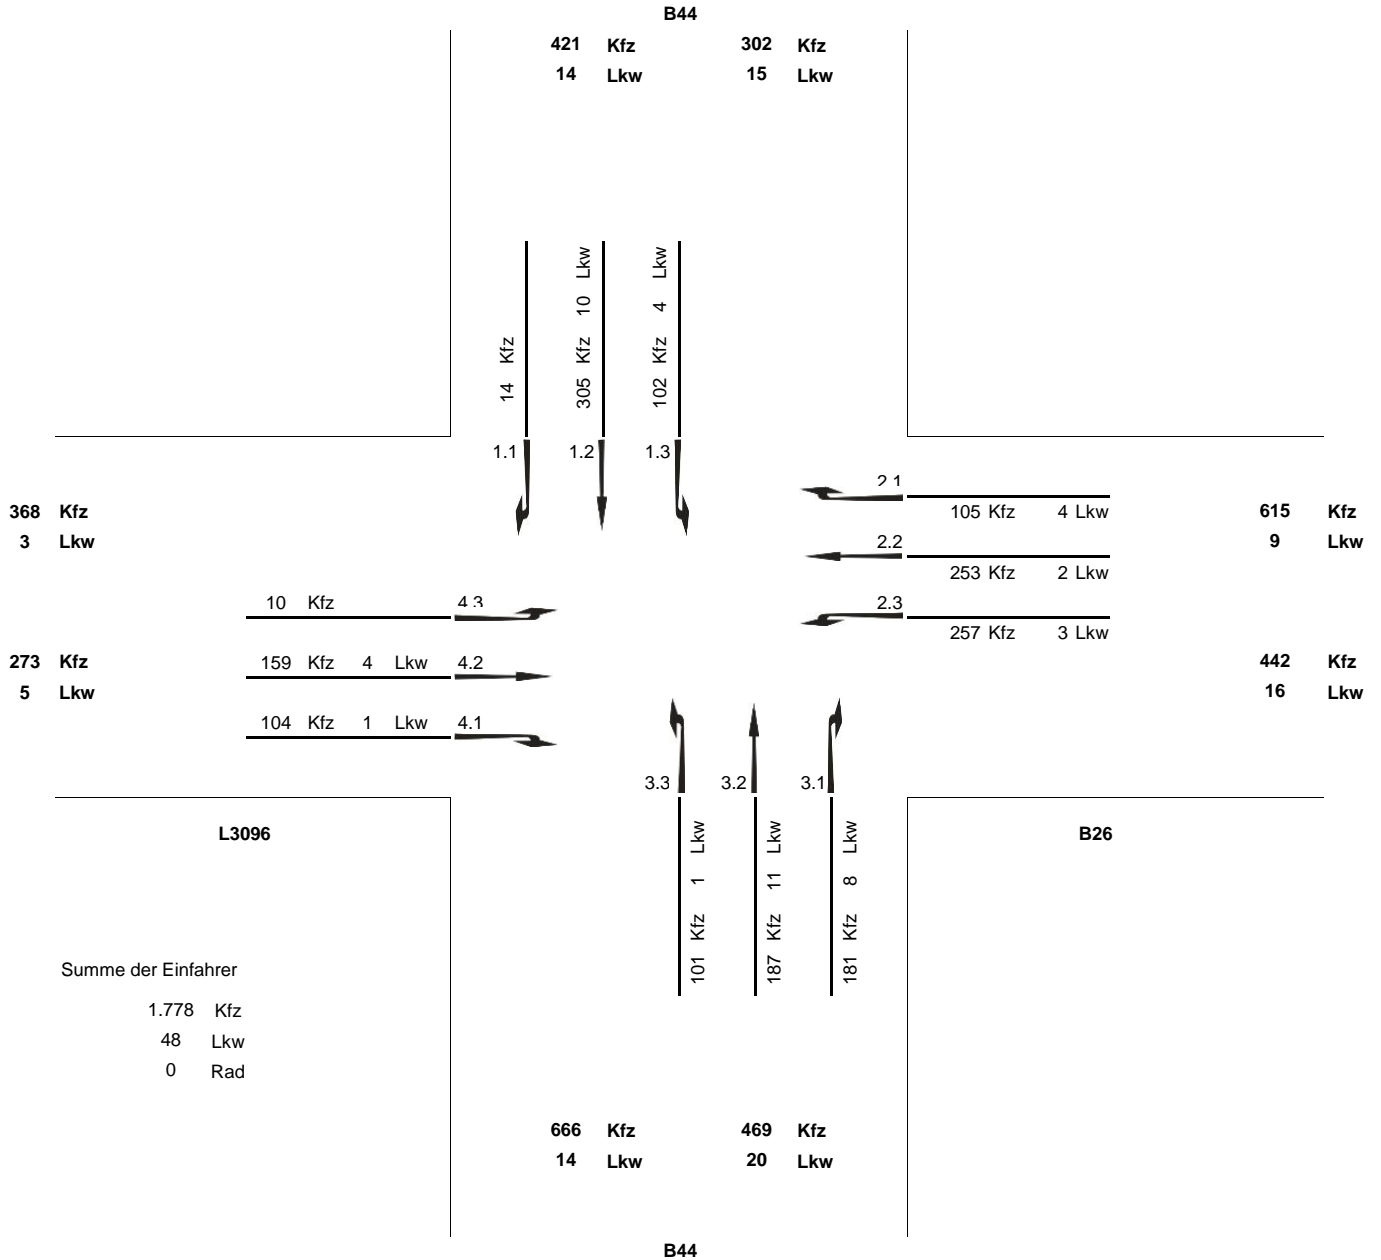 B44
421 Kfz 302 Kfz
14 Lkw 15 Lkw
14 Kfz
305 Kfz 10 Lkw
102 Kfz 4 Lkw
1.1 1.2 1.3
2.1
105 Kfz 4 Lkw
368 Kfz
3 Lkw
615 Kfz
9 Lkw
2.2
253 Kfz 2 Lkw
10 Kfz 4.3
2.3
257 Kfz 3 Lkw
273 Kfz
5 Lkw
159 Kfz 4 Lkw 4.2
442 Kfz
16 Lkw
104 Kfz 1 Lkw 4.1
3.3 3.2 3.1
101 Kfz 1 Lkw
187 Kfz 11 Lkw
181 Kfz 8 Lkw
L3096
B26
Summe der Einfahrer
1.778 Kfz
48 Lkw
0 Rad
666 Kfz 469 Kfz
14 Lkw 20 Lkw
B44